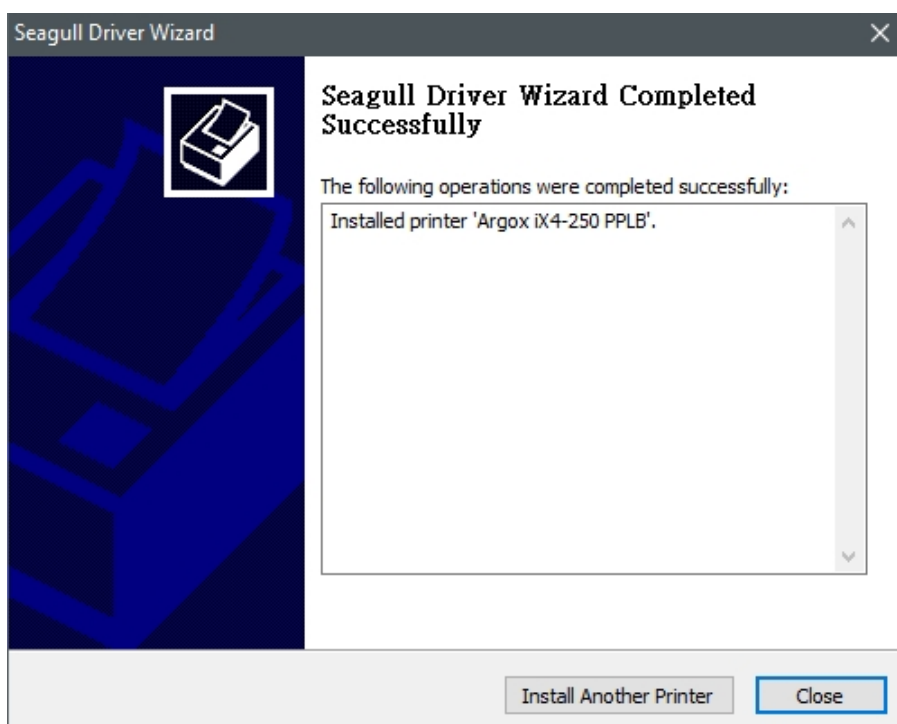 Seagull Driver Wizard
Seagull Driver Wizard Completed
Successfully
The following operations were completed successfully:
Installed printer 'Argox iX4-250 PPLB'.
Install Another Printer
Close